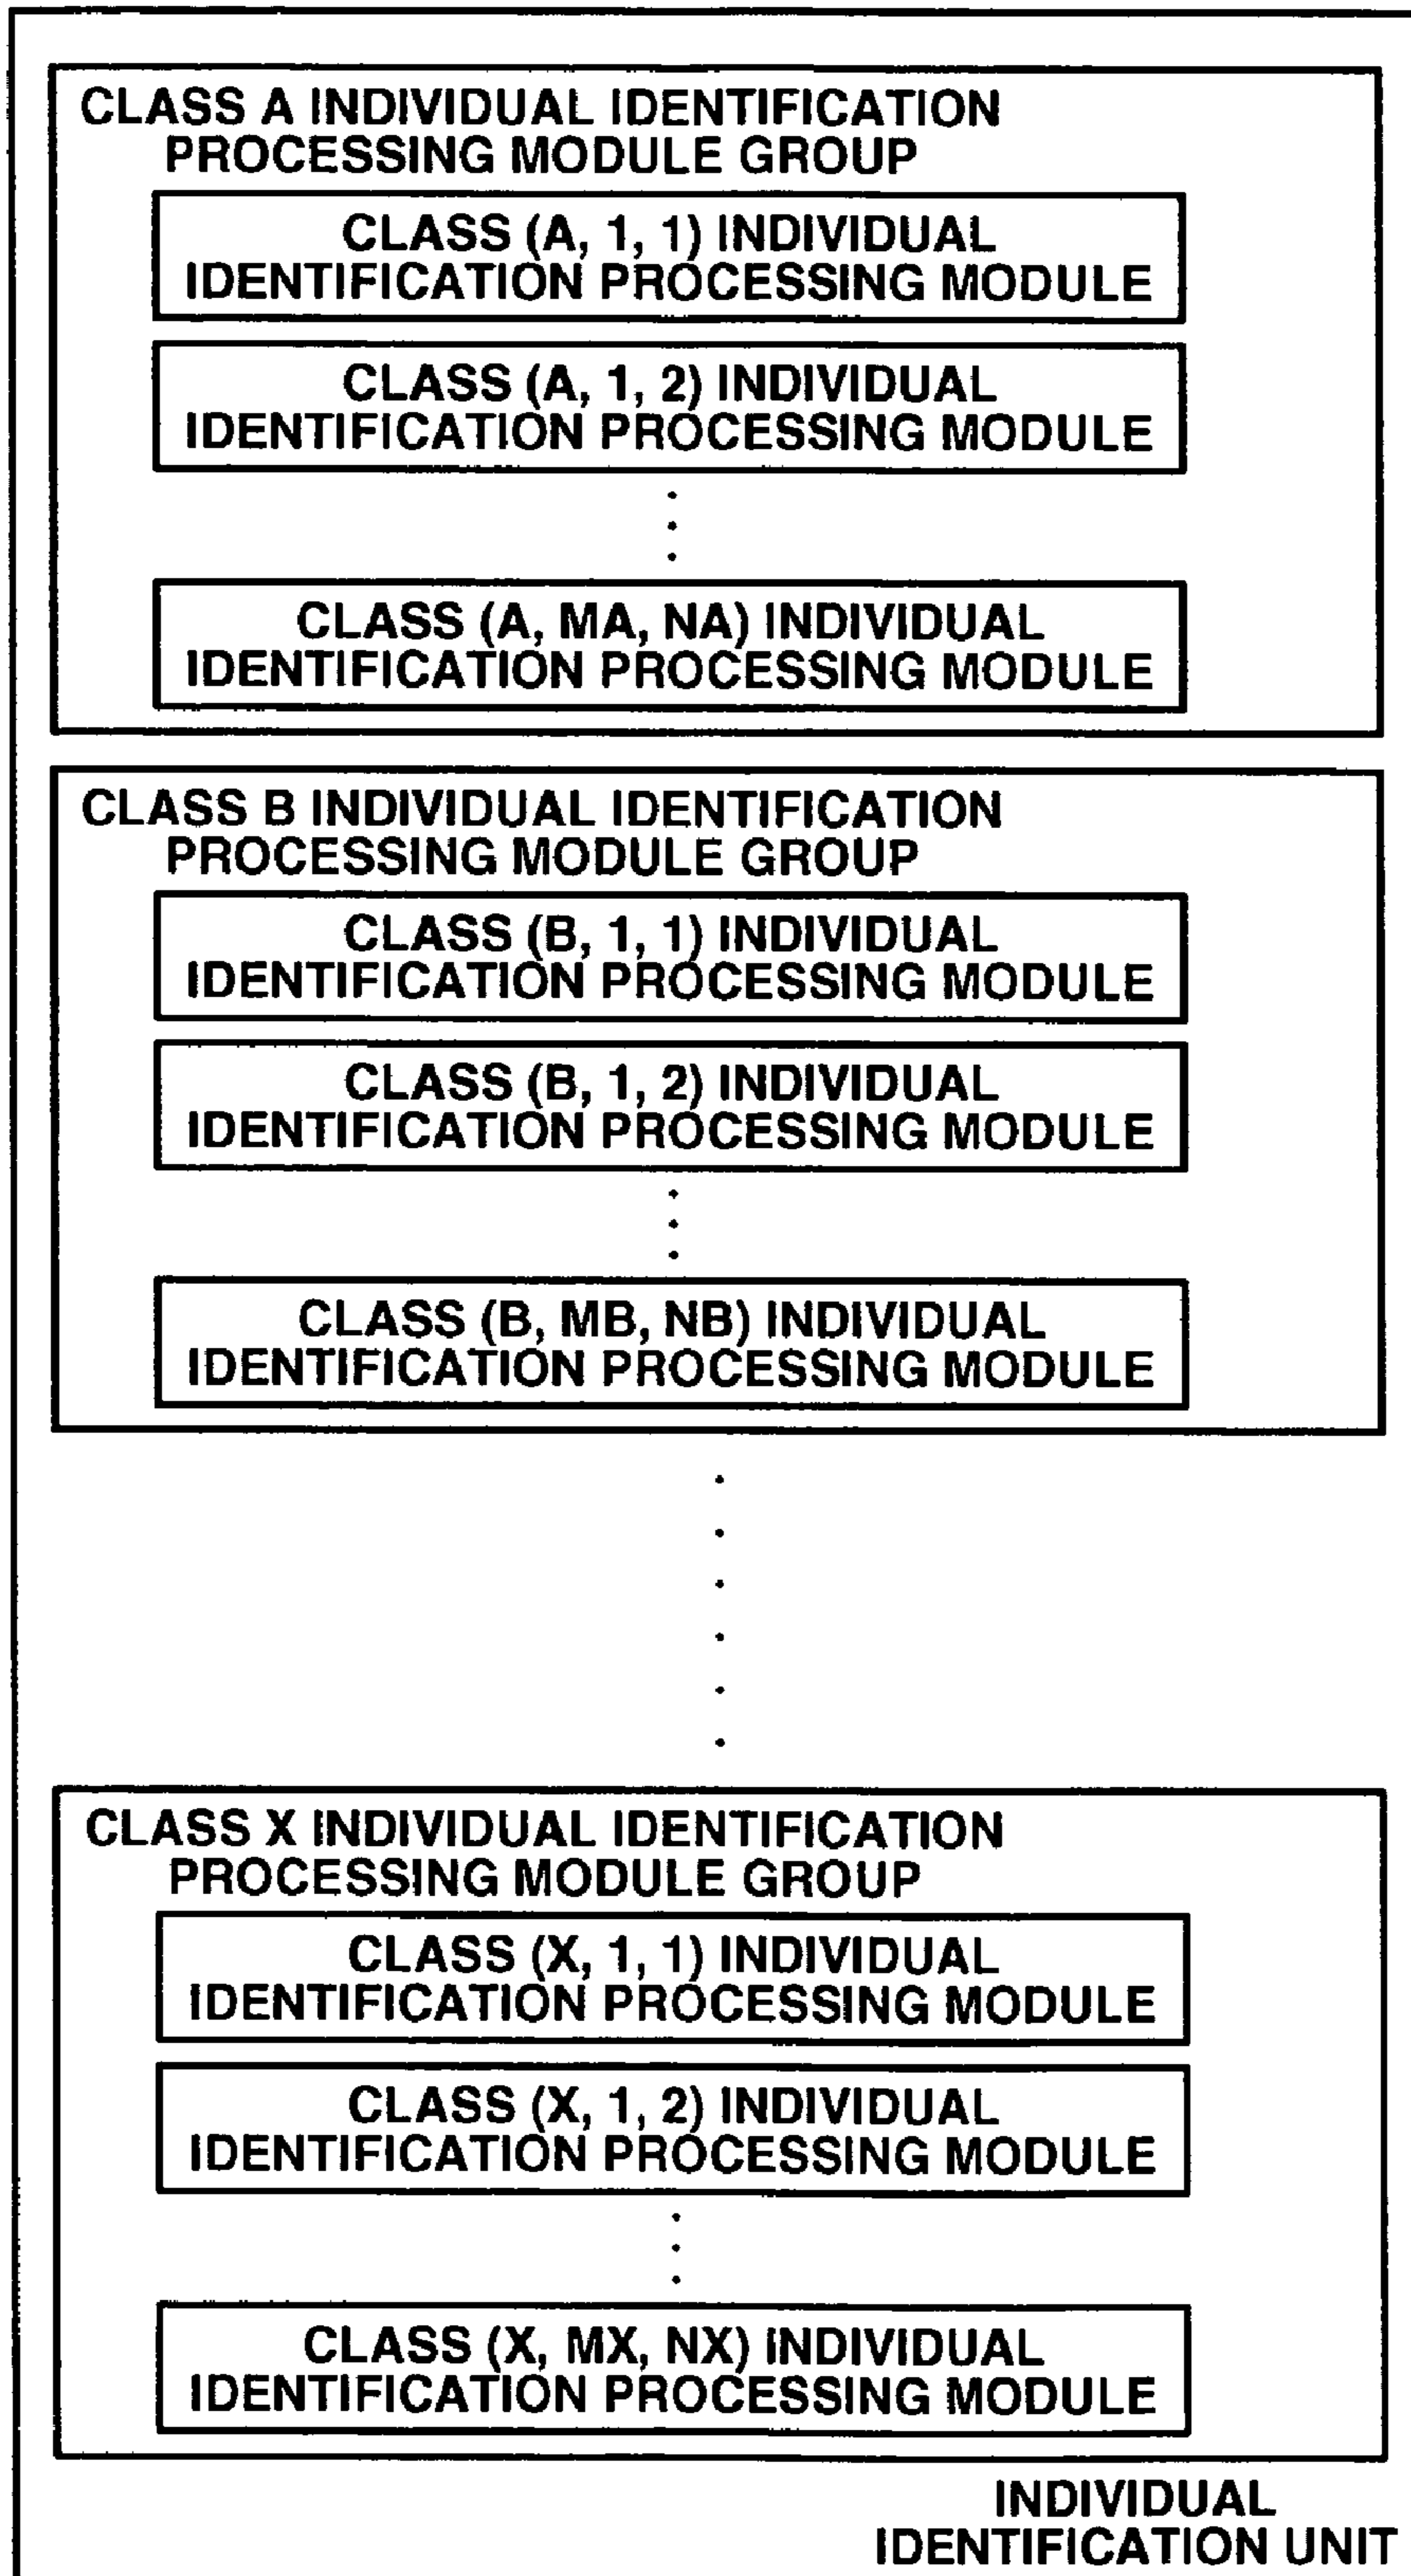 CLASS A INDIVIDUAL IDENTIFICATION
PROCESSING MODULE GROUP
CLASS (A, 1, 1) INDIVIDUAL
IDENTIFICATION PROCESSING MODULE
CLASS (A, 1, 2) INDIVIDUAL
IDENTIFICATION PROCESSING MODULE
CLASS (A, MA, NA) INDIVIDUAL
IDENTIFICATION PROCESSING MODULE
CLASS B INDIVIDUAL IDENTIFICATION
PROCESSING MODULE GROUP
CLASS (B, 1, 1) INDIVIDUAL
IDENTIFICATION PROCESSING MODULE
CLASS (B, 1, 2) INDIVIDUAL
IDENTIFICATION PROCESSING MODULE
CLASS (B, MB, NB) INDIVIDUAL
IDENTIFICATION PROCESSING MODULE
CLASS X INDIVIDUAL IDENTIFICATION
PROCESSING MODULE GROUP
CLASS (X, 1, 1) INDIVIDUAL
IDENTIFICATION PROCESSING MODULE
CLASS (X, 1, 2) INDIVIDUAL
IDENTIFICATION PROCESSING MODULE
CLASS (X, MX, NX) INDIVIDUAL
IDENTIFICATION PROCESSING MODULE
INDIVIDUAL
IDENTIFICATION UNIT